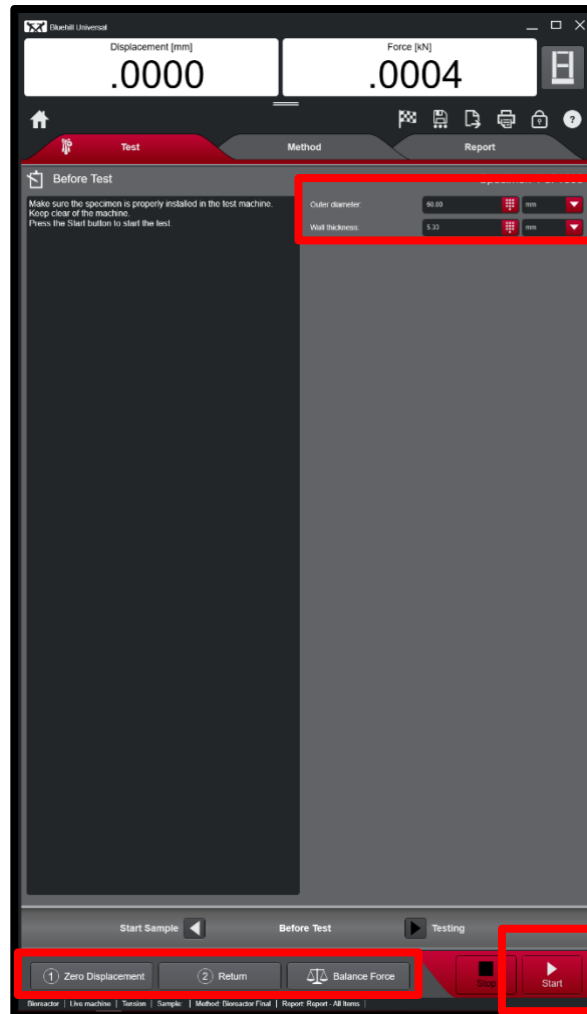 Bluehill Universal
Displacement [mm]
.0000
Force [kN]
.0004
Test
Method
Report
Before Test
Make sure the specimen is properly installed in the test machine.
Keep clear of the machine.
Press the Start button to start the test.
Outer diameter:
60.00
mm
Wall thickness:
5.33
mm
Start Sample
Before Test
Testing
1 Zero Displacement
2 Return
Balance Force
Stop
Start
Bioreactor | Live machine | Tension | Sample: | Method: Bioreactor Final | Report: Report - All Items |